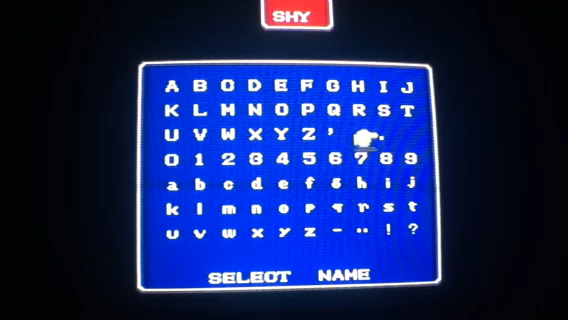 SHY
A B C D E F G H I J
K L M N O P Q R S T
U V W X Y Z ' .
0 1 2 3 4 5 6 7 8 9
a b c d e f g h i j
k l m n o p q r s t
u v w x y z - .. ! ?
SELECT NAME